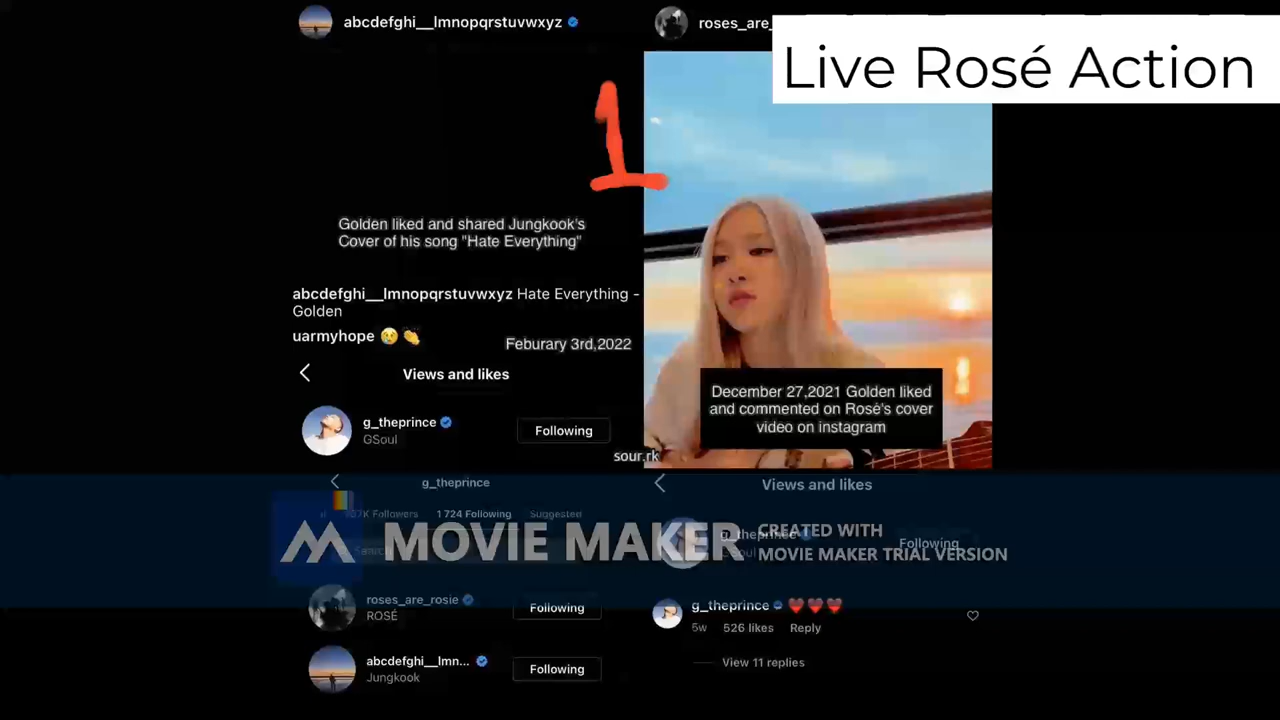 abcdefghi__lmnopqrstuvwxyz
roses_are_
Live Rosé Action
1
Golden liked and shared Jungkook's
Cover of his song "Hate Everything"
abcdefghi__lmnopqrstuvwxyz Hate Everything -
Golden
uarmyhope 😢 👏
Feburary 3rd,2022
Views and likes
g_theprince
GSoul
Following
December 27,2021 Golden liked
and commented on Rosé's cover
video on instagram
sour.rk
g_theprince
Followers
1 724 Following
Suggested
Search
MOVIE MAKER
CREATED WITH
MOVIE MAKER TRIAL VERSION
roses_are_rosie
ROSÉ
Following
abcdefghi__lmn...
Jungkook
Following
Views and likes
g_theprince
GSoul
Following
g_theprince ❤️❤️❤️
5w 526 likes Reply
View 11 replies